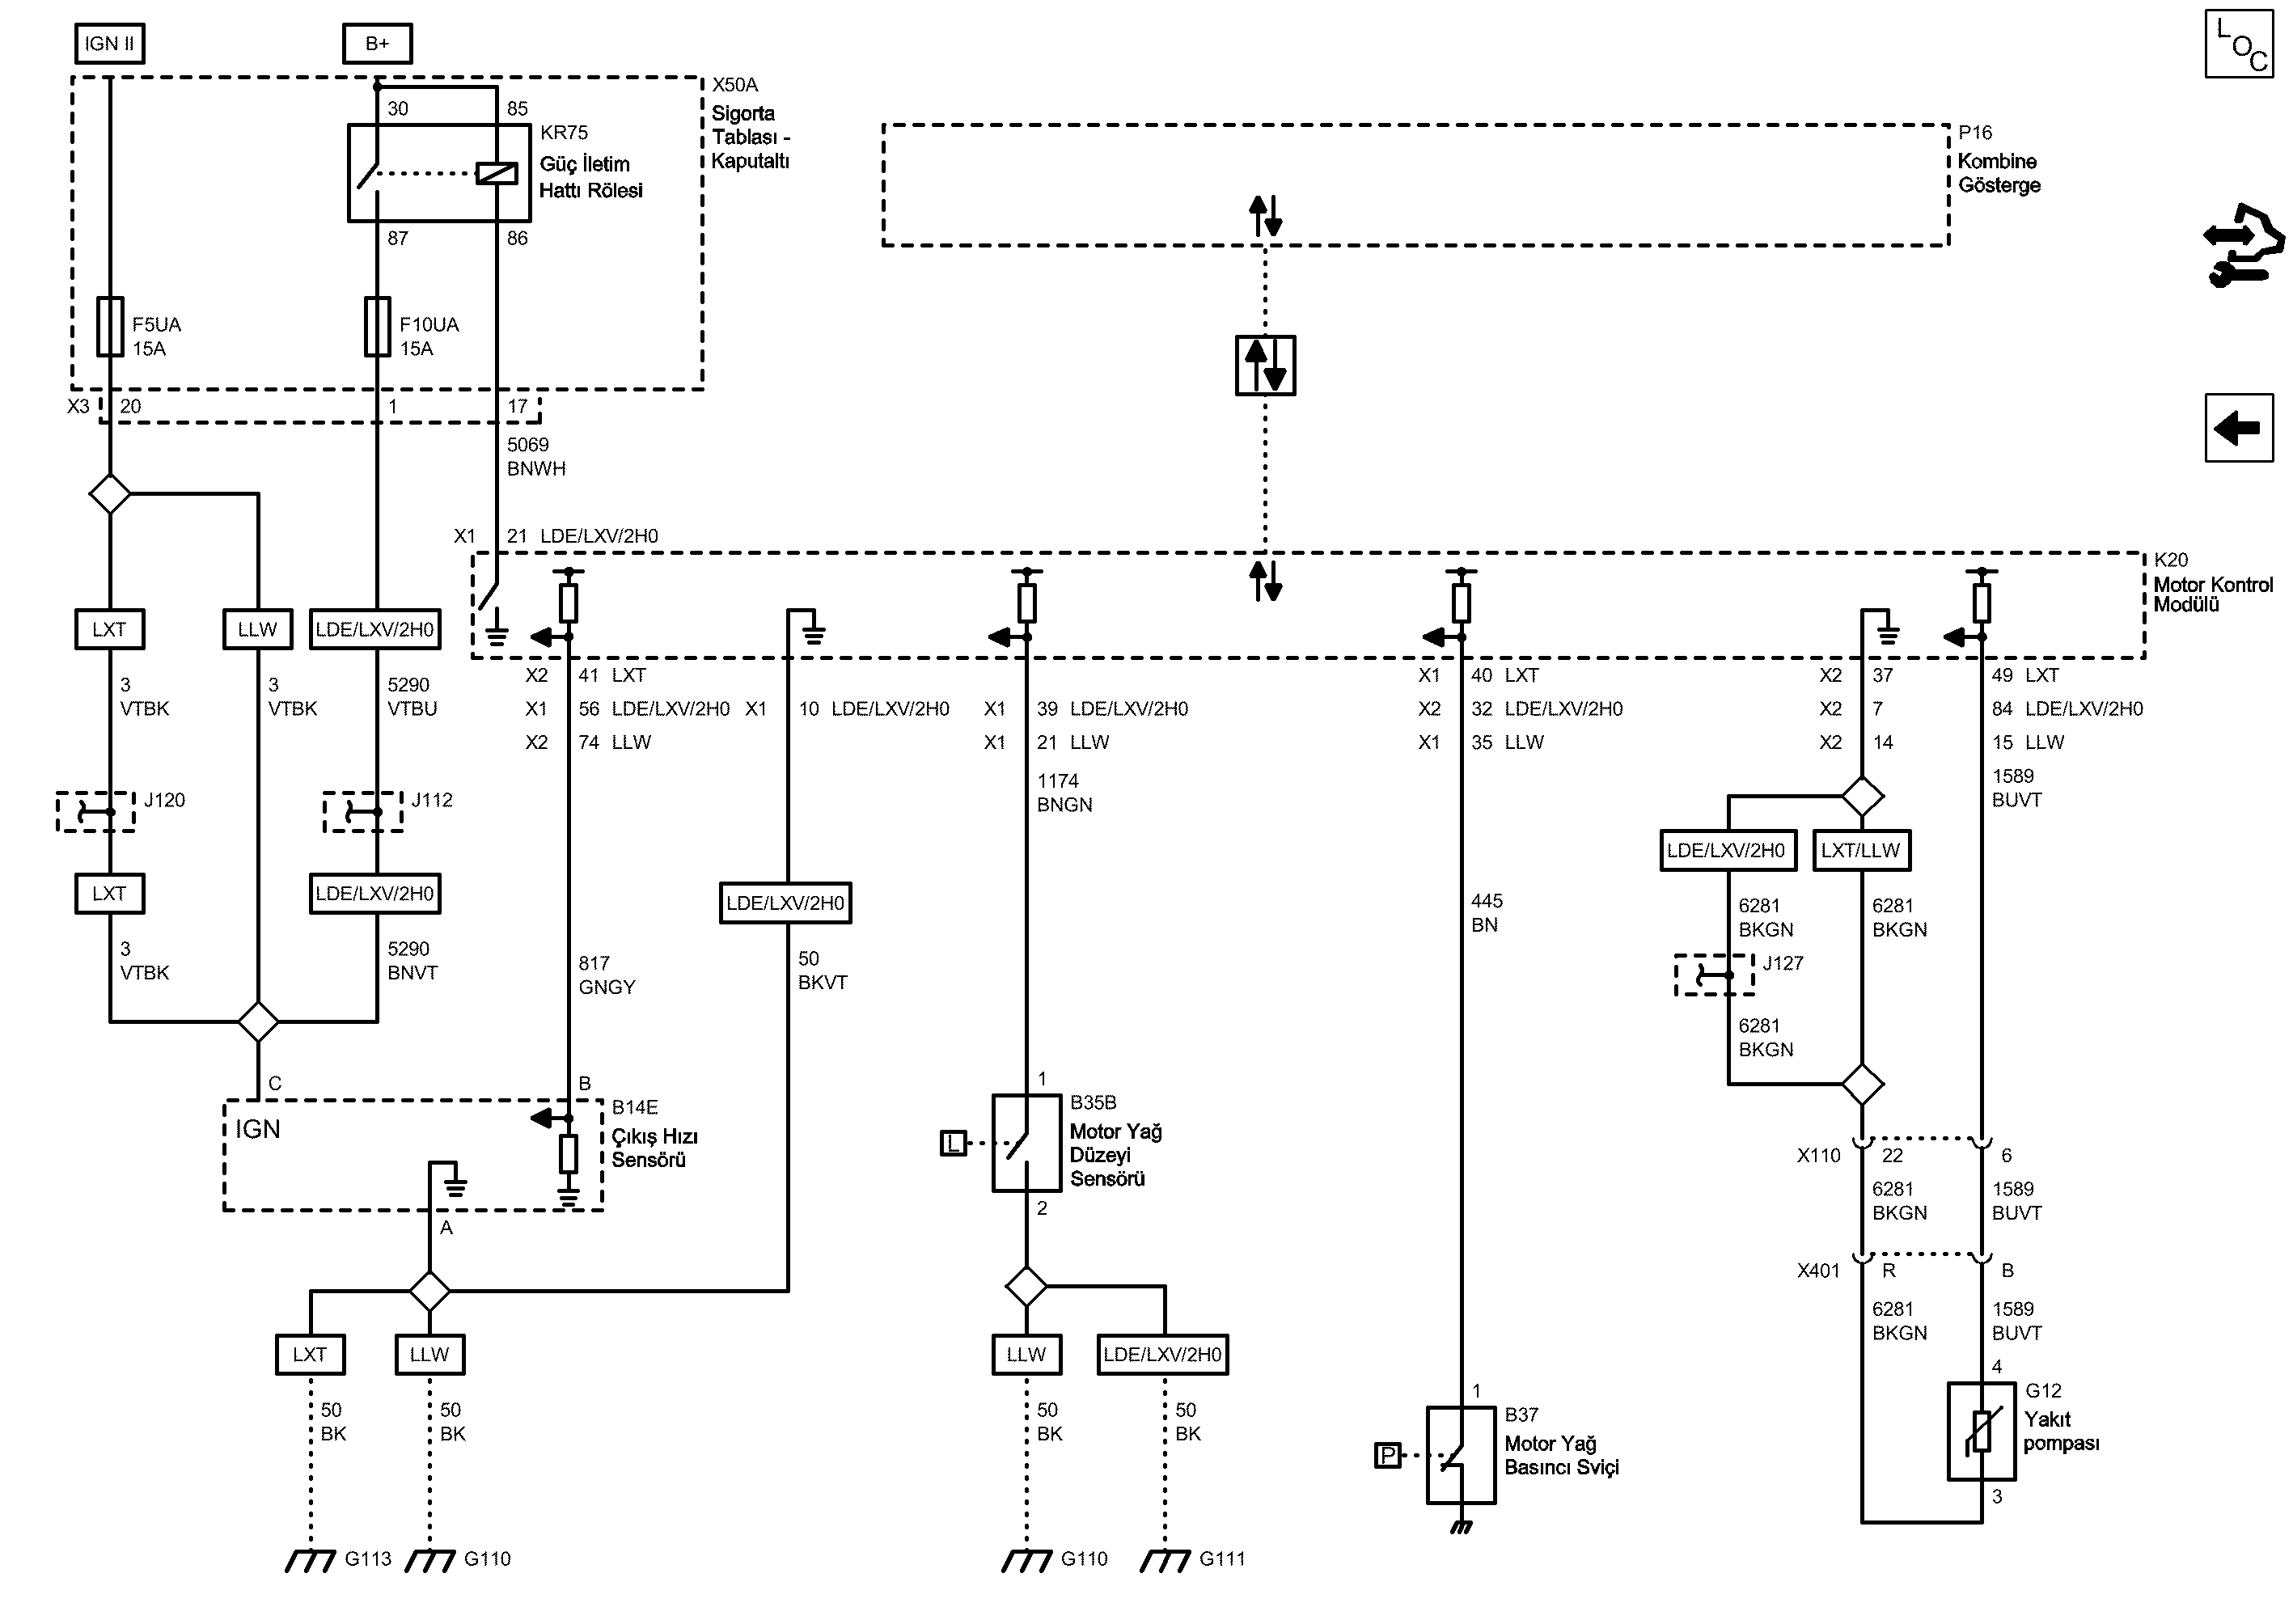 IGN II
B+
LOC
X50A
Sigorta
Tablası -
Kaputaltı
30
85
KR75
Güç İletim
Hattı Rölesi
87
86
F5UA
15A
F10UA
15A
P16
Kombine
Gösterge
X3
20
1
17
5069
BNWH
X1
21 LDE/LXV/2H0
K20
Motor Kontrol
Modülü
LXT
LLW
LDE/LXV/2H0
3
VTBK
3
VTBK
5290
VTBU
X2 41 LXT
X1 56 LDE/LXV/2H0
X2 74 LLW
X1 10 LDE/LXV/2H0
X1 39 LDE/LXV/2H0
X1 21 LLW
1174
BNGN
X1 40 LXT
X2 32 LDE/LXV/2H0
X1 35 LLW
X2 37
X2 7
X2 14
49 LXT
84 LDE/LXV/2H0
15 LLW
1589
BUVT
J120
J112
LXT
LDE/LXV/2H0
3
VTBK
5290
BNVT
817
GNGY
LDE/LXV/2H0
50
BKVT
445
BN
LDE/LXV/2H0
LXT/LLW
6281
BKGN
6281
BKGN
J127
6281
BKGN
C
B
IGN
B14E
Çıkış Hızı
Sensörü
A
1
B35B
Motor Yağ
Düzeyi
Sensörü
L
2
X110 22
6
6281
BKGN
1589
BUVT
X401 R
B
6281
BKGN
1589
BUVT
LXT
LLW
50
BK
50
BK
LLW
LDE/LXV/2H0
50
BK
50
BK
1
B37
Motor Yağ
Basıncı Sviçi
P
4
G12
Yakıt
pompası
3
G113
G110
G110
G111